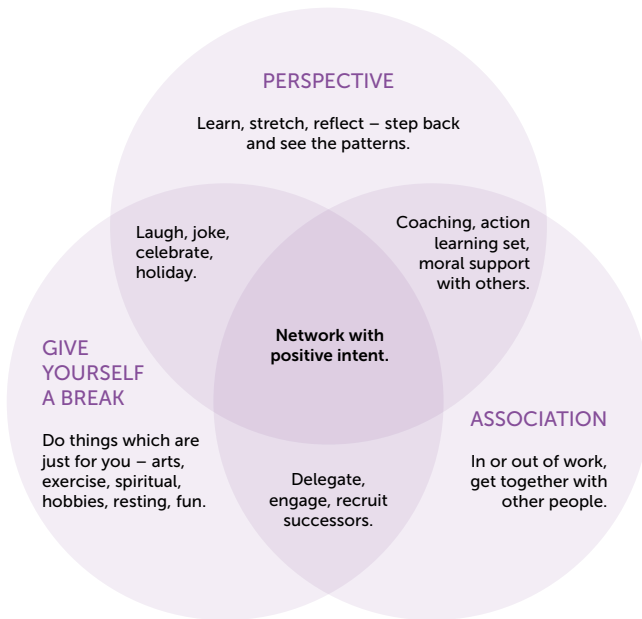 PERSPECTIVE
Learn, stretch, reflect – step back
and see the patterns.
Laugh, joke,
celebrate,
holiday.
Coaching, action
learning set,
moral support
with others.
Network with
positive intent.
GIVE
YOURSELF
A BREAK
Do things which are
just for you – arts,
exercise, spiritual,
hobbies, resting, fun.
ASSOCIATION
In or out of work,
get together with
other people.
Delegate,
engage, recruit
successors.